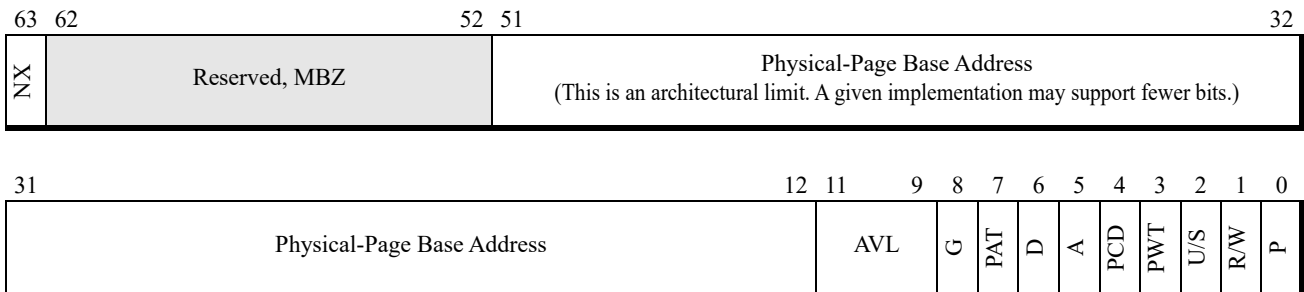 63 62 52 51 32
NX Reserved, MBZ Physical-Page Base Address
(This is an architectural limit. A given implementation may support fewer bits.)
31 12 11 9 8 7 6 5 4 3 2 1 0
Physical-Page Base Address AVL G PAT D A PCD PWT U/S R/W P